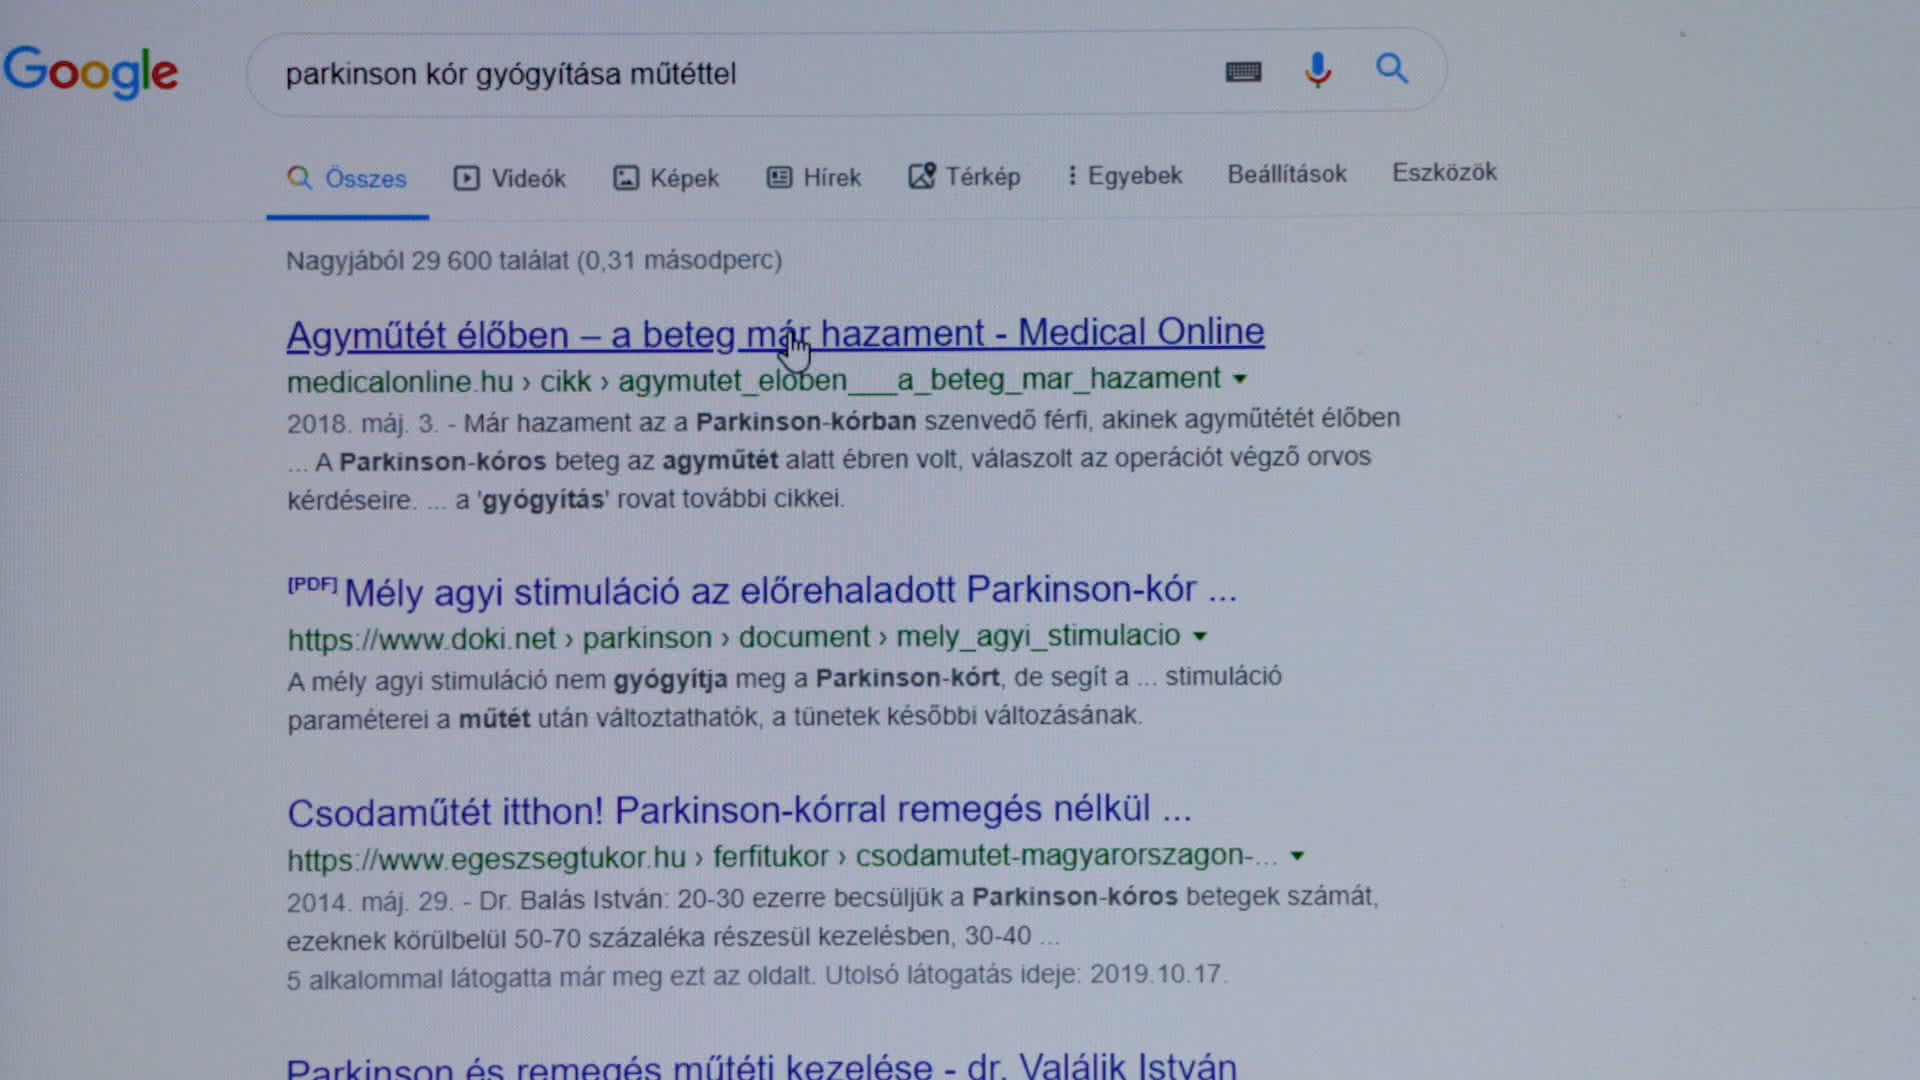 Google
parkinson kór gyógyítása műtéttel
Összes Videók Képek Hírek Térkép Egyebek Beállítások Eszközök
Nagyjából 29 600 találat (0,31 másodperc)
Agyműtét élőben – a beteg már hazament - Medical Online
medicalonline.hu › cikk › agymutet_eloben___a_beteg_mar_hazament
2018. máj. 3. - Már hazament az a Parkinson-kórban szenvedő férfi, akinek agyműtétét élőben
... A Parkinson-kóros beteg az agyműtét alatt ébren volt, válaszolt az operációt végző orvos
kérdéseire. ... a 'gyógyítás' rovat további cikkei.
[PDF] Mély agyi stimuláció az előrehaladott Parkinson-kór ...
https://www.doki.net › parkinson › document › mely_agyi_stimulacio
A mély agyi stimuláció nem gyógyítja meg a Parkinson-kórt, de segít a ... stimuláció
paraméterei a műtét után változtathatók, a tünetek későbbi változásának.
Csodaműtét itthon! Parkinson-kórral remegés nélkül ...
https://www.egeszsegtukor.hu › ferfitukor › csodamutet-magyarorszagon-...
2014. máj. 29. - Dr. Balás István: 20-30 ezerre becsüljük a Parkinson-kóros betegek számát,
ezeknek körülbelül 50-70 százaléka részesül kezelésben, 30-40 ...
5 alkalommal látogatta már meg ezt az oldalt. Utolsó látogatás ideje: 2019.10.17.
Parkinson és remegés műtéti kezelése - dr. Valálik István